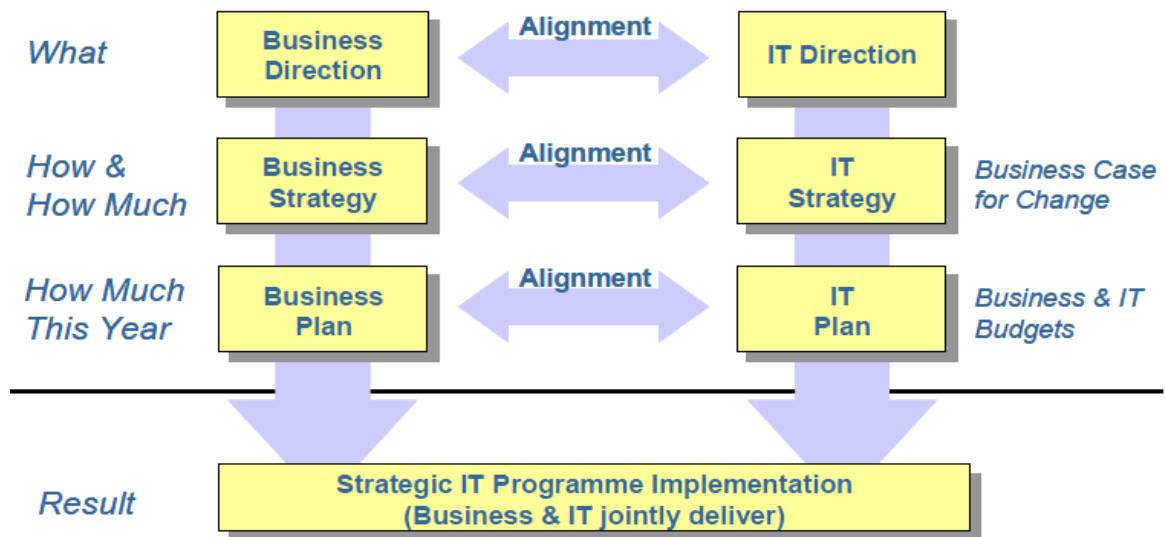 What
Business
Direction
Alignment
IT Direction
How &
How Much
Business
Strategy
Alignment
IT
Strategy
Business Case
for Change
How Much
This Year
Business
Plan
Alignment
IT
Plan
Business & IT
Budgets
Result
Strategic IT Programme Implementation
(Business & IT jointly deliver)